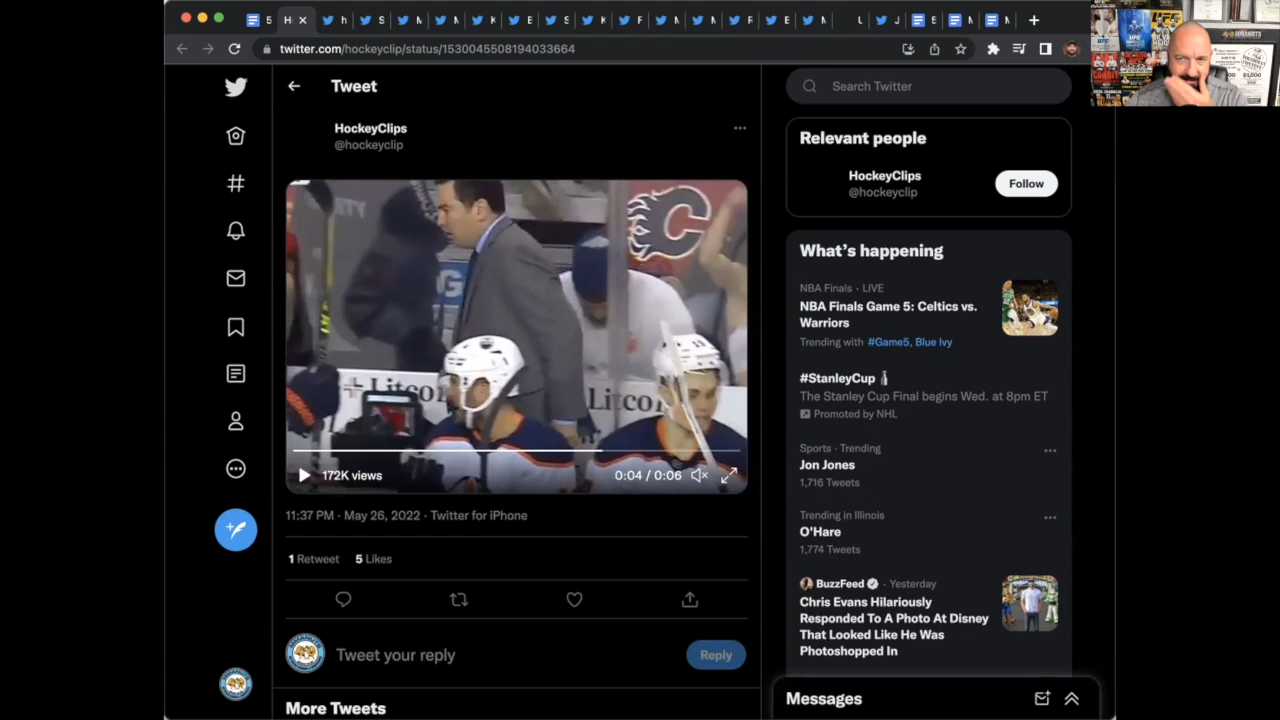 5
H
h
S
M
M
K
E
S
K
F
M
M
F
E
M
L
J
E
M
M
twitter.com/hockeyclip/status/1530045508194033664
Tweet
HockeyClips
@hockeyclip
C
Litco
Litco
172K views
0:04 / 0:06
11:37 PM · May 26, 2022 · Twitter for iPhone
1 Retweet 5 Likes
Tweet your reply
Reply
More Tweets
Search Twitter
Relevant people
HockeyClips
@hockeyclip
Follow
What's happening
NBA Finals · LIVE
NBA Finals Game 5: Celtics vs.
Warriors
Trending with #Game5, Blue Ivy
#StanleyCup
The Stanley Cup Final begins Wed. at 8pm ET
Promoted by NHL
Sports · Trending
Jon Jones
1,716 Tweets
Trending in Illinois
O'Hare
1,774 Tweets
BuzzFeed · Yesterday
Chris Evans Hilariously
Responded To A Photo At Disney
That Looked Like He Was
Photoshopped In
Messages